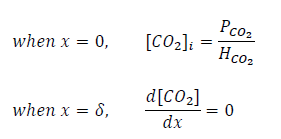 when x = 0, [CO₂]ᵢ = P_CO₂ / H_CO₂
when x = δ, d[CO₂] / dx = 0